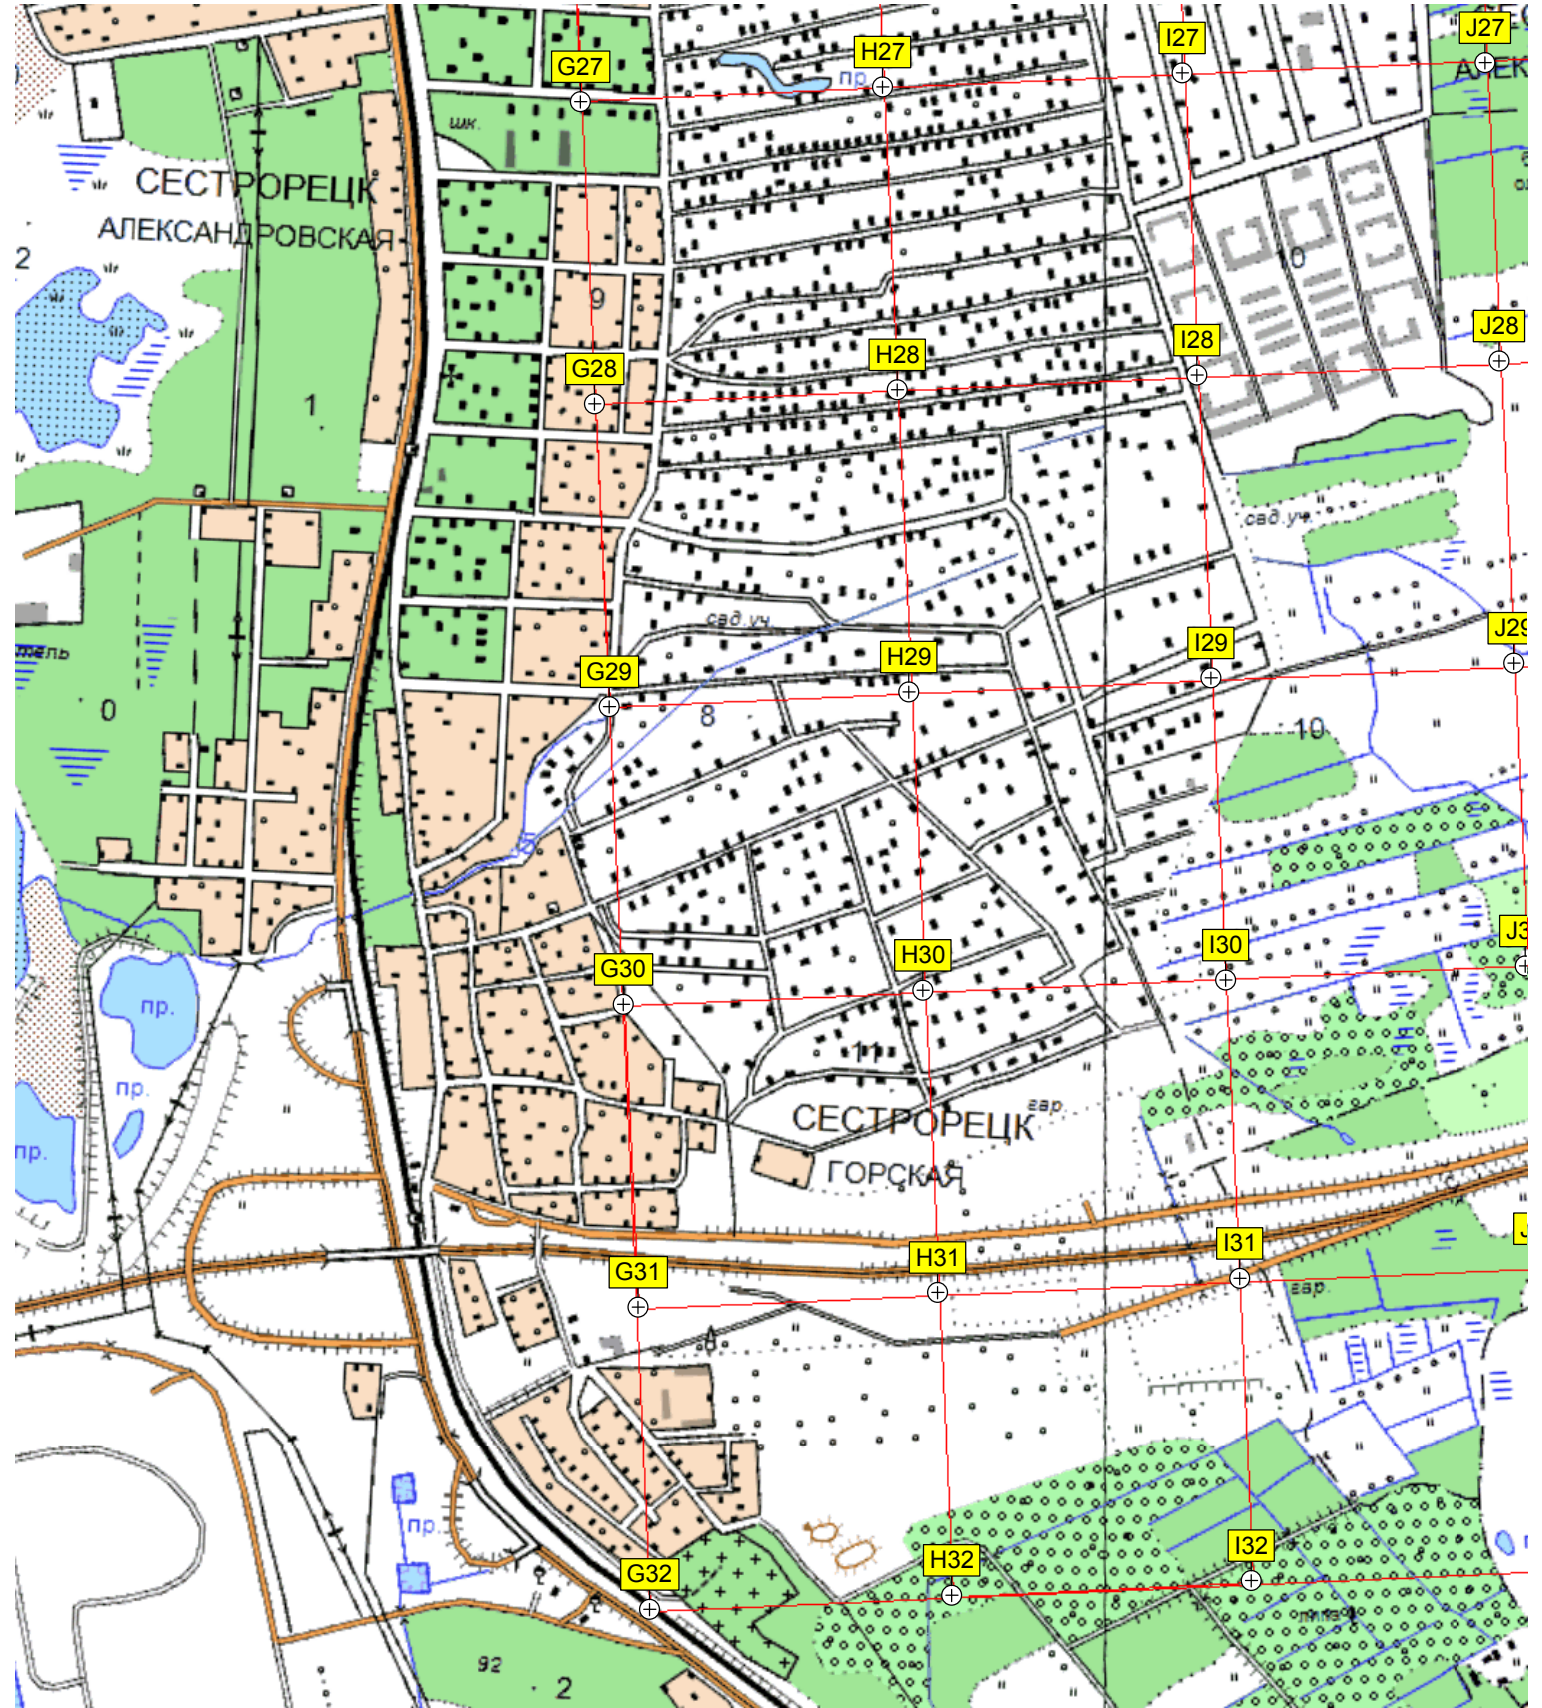 G27
H27
I27
J27
пр.
шк.
СЕСТРОРЕЦК
АЛЕКСАНДРОВСКАЯ
2
10
9
G28
H28
I28
J28
1
сад.уч.
сад.уч.
G29
H29
I29
J29
0
8
10
G30
H30
I30
пр.
11
пр.
СЕСТРОРЕЦК
гар.
ГОРСКАЯ
пр.
G31
H31
I31
гар.
пр.
G32
H32
I32
92
2